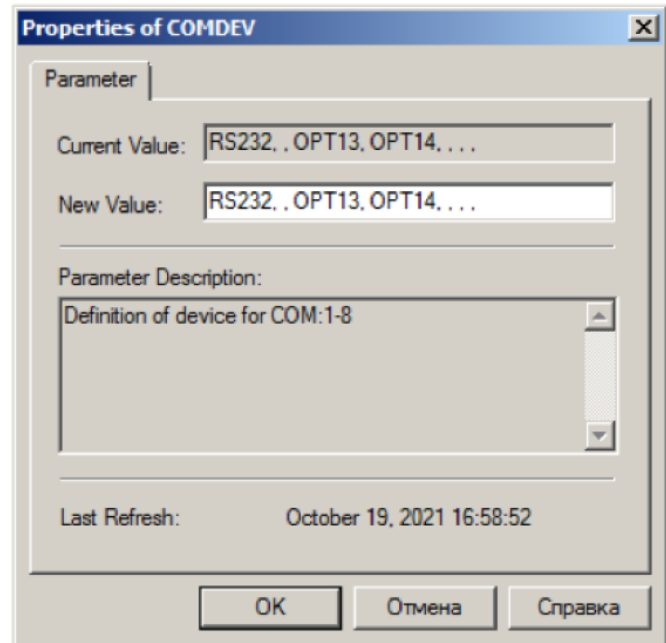 Properties of COMDEV
Parameter
Current Value: RS232, , OPT13, OPT14, , , ,
New Value: RS232, , OPT13, OPT14, , , ,
Parameter Description:
Definition of device for COM:1-8
Last Refresh: October 19, 2021 16:58:52
OK Отмена Справка